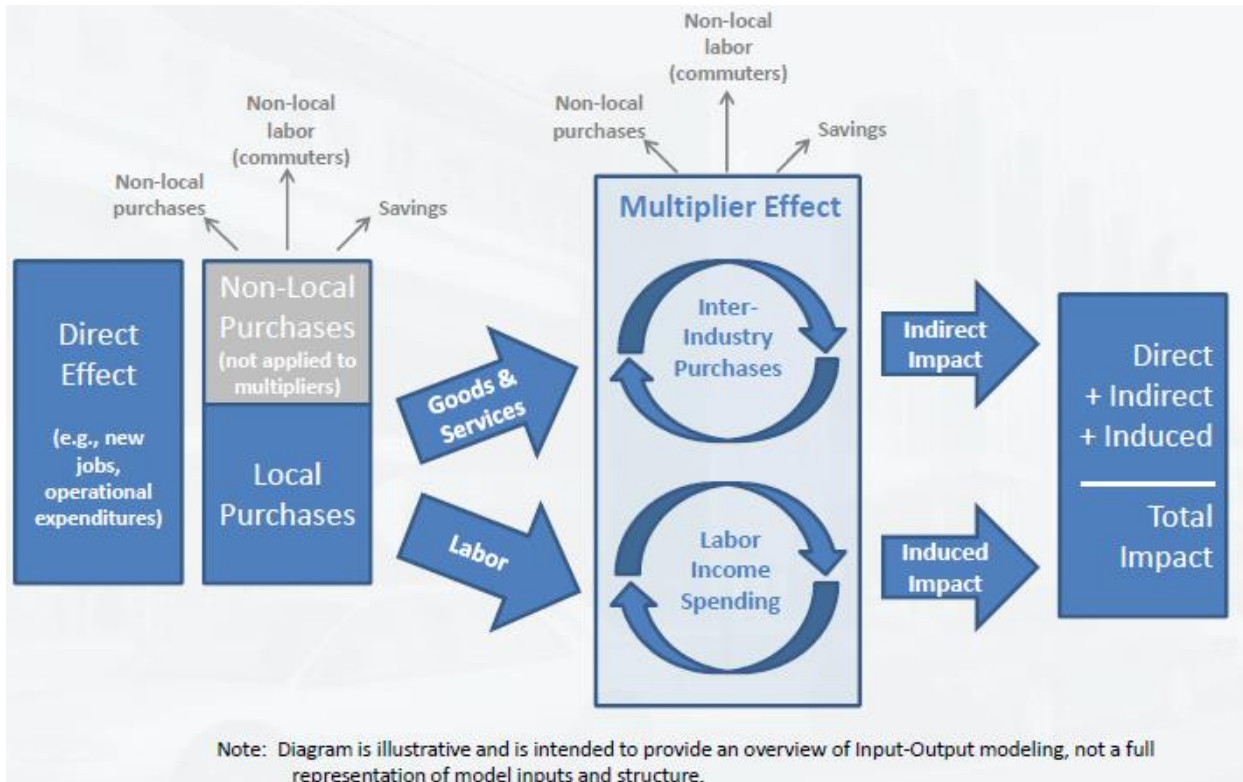 Non-local
labor
(commuters)
Non-local
purchases
Savings
Non-local
labor
(commuters)
Non-local
purchases
Savings
Direct
Effect
(e.g., new
jobs,
operational
expenditures)
Non-Local
Purchases
(not applied to
multipliers)
Local
Purchases
Goods &
Services
Labor
Multiplier Effect
Inter-
Industry
Purchases
Labor
Income
Spending
Indirect
Impact
Induced
Impact
Direct
+ Indirect
+ Induced
Total
Impact
Note: Diagram is illustrative and is intended to provide an overview of Input-Output modeling, not a full
representation of model inputs and structure.